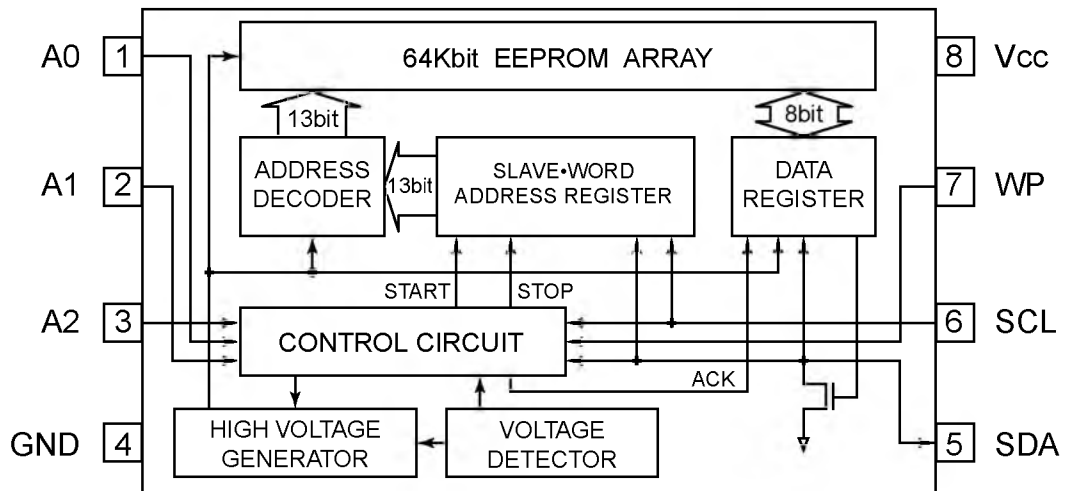 A0 1
64Kbit EEPROM ARRAY
8 Vcc
13bit
8bit
A1 2
ADDRESS
DECODER
13bit
SLAVE•WORD
ADDRESS REGISTER
DATA
REGISTER
7 WP
START
STOP
A2 3
CONTROL CIRCUIT
6 SCL
ACK
GND 4
HIGH VOLTAGE
GENERATOR
VOLTAGE
DETECTOR
5 SDA